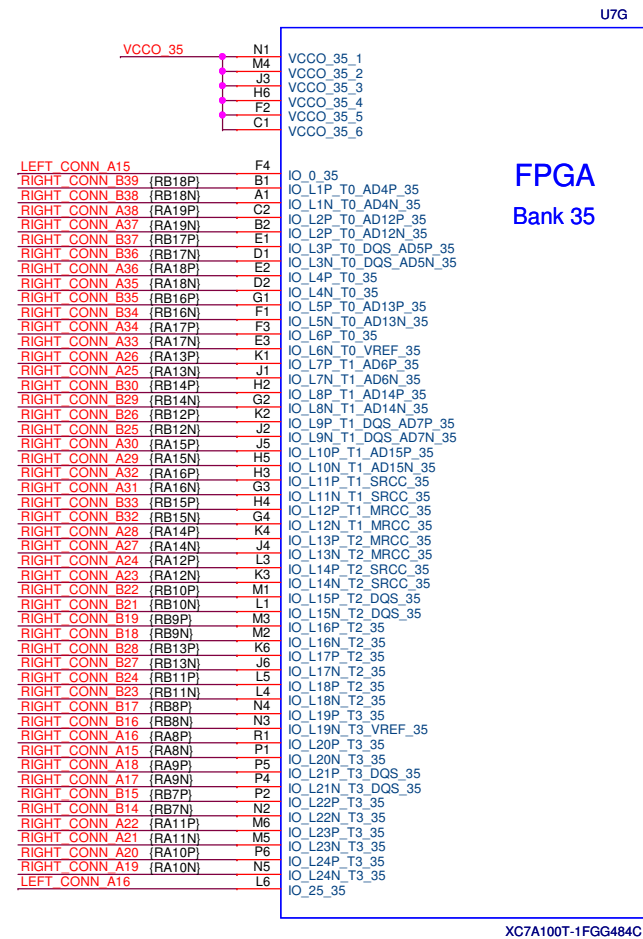 U7G
VCCO_35 N1 VCCO_35_1
M4 VCCO_35_2
J3 VCCO_35_3
H6 VCCO_35_4
F2 VCCO_35_5
C1 VCCO_35_6
FPGA
Bank 35
LEFT_CONN_A15 F4 IO_0_35
RIGHT_CONN_B39 {RB18P} B1 IO_L1P_T0_AD4P_35
RIGHT_CONN_B38 {RB18N} A1 IO_L1N_T0_AD4N_35
RIGHT_CONN_A38 {RA19P} C2 IO_L2P_T0_AD12P_35
RIGHT_CONN_A37 {RA19N} B2 IO_L2P_T0_AD12N_35
RIGHT_CONN_B37 {RB17P} E1 IO_L3P_T0_DQS_AD5P_35
RIGHT_CONN_B36 {RB17N} D1 IO_L3N_T0_DQS_AD5N_35
RIGHT_CONN_A36 {RA18P} E2 IO_L4P_T0_35
RIGHT_CONN_A35 {RA18N} D2 IO_L4N_T0_35
RIGHT_CONN_B35 {RB16P} G1 IO_L5P_T0_AD13P_35
RIGHT_CONN_B34 {RB16N} F1 IO_L5N_T0_AD13N_35
RIGHT_CONN_A34 {RA17P} F3 IO_L6P_T0_35
RIGHT_CONN_A33 {RA17N} E3 IO_L6N_T0_VREF_35
RIGHT_CONN_A26 {RA13P} K1 IO_L7P_T1_AD6P_35
RIGHT_CONN_A25 {RA13N} J1 IO_L7N_T1_AD6N_35
RIGHT_CONN_B30 {RB14P} H2 IO_L8P_T1_AD14P_35
RIGHT_CONN_B29 {RB14N} G2 IO_L8N_T1_AD14N_35
RIGHT_CONN_B26 {RB12P} K2 IO_L9P_T1_DQS_AD7P_35
RIGHT_CONN_B25 {RB12N} J2 IO_L9N_T1_DQS_AD7N_35
RIGHT_CONN_A30 {RA15P} J5 IO_L10P_T1_AD15P_35
RIGHT_CONN_A29 {RA15N} H5 IO_L10N_T1_AD15N_35
RIGHT_CONN_A32 {RA16P} H3 IO_L11P_T1_SRCC_35
RIGHT_CONN_A31 {RA16N} G3 IO_L11N_T1_SRCC_35
RIGHT_CONN_B33 {RB15P} H4 IO_L12P_T1_MRCC_35
RIGHT_CONN_B32 {RB15N} G4 IO_L12N_T1_MRCC_35
RIGHT_CONN_A28 {RA14P} K4 IO_L13P_T2_MRCC_35
RIGHT_CONN_A27 {RA14N} J4 IO_L13N_T2_MRCC_35
RIGHT_CONN_A24 {RA12P} L3 IO_L14P_T2_SRCC_35
RIGHT_CONN_A23 {RA12N} K3 IO_L14N_T2_SRCC_35
RIGHT_CONN_B22 {RB10P} M1 IO_L15P_T2_DQS_35
RIGHT_CONN_B21 {RB10N} L1 IO_L15N_T2_DQS_35
RIGHT_CONN_B19 {RB9P} M3 IO_L16P_T2_35
RIGHT_CONN_B18 {RB9N} M2 IO_L16N_T2_35
RIGHT_CONN_B28 {RB13P} K6 IO_L17P_T2_35
RIGHT_CONN_B27 {RB13N} J6 IO_L17N_T2_35
RIGHT_CONN_B24 {RB11P} L5 IO_L18P_T2_35
RIGHT_CONN_B23 {RB11N} L4 IO_L18N_T2_35
RIGHT_CONN_B17 {RB8P} N4 IO_L19P_T3_35
RIGHT_CONN_B16 {RB8N} N3 IO_L19N_T3_VREF_35
RIGHT_CONN_A16 {RA8P} R1 IO_L20P_T3_35
RIGHT_CONN_A15 {RA8N} P1 IO_L20N_T3_35
RIGHT_CONN_A18 {RA9P} P5 IO_L21P_T3_DQS_35
RIGHT_CONN_A17 {RA9N} P4 IO_L21N_T3_DQS_35
RIGHT_CONN_B15 {RB7P} P2 IO_L22P_T3_35
RIGHT_CONN_B14 {RB7N} N2 IO_L22N_T3_35
RIGHT_CONN_A22 {RA11P} M6 IO_L23P_T3_35
RIGHT_CONN_A21 {RA11N} M5 IO_L23N_T3_35
RIGHT_CONN_A20 {RA10P} P6 IO_L24P_T3_35
RIGHT_CONN_A19 {RA10N} N5 IO_L24N_T3_35
LEFT_CONN_A16 L6 IO_25_35
XC7A100T-1FGG484C